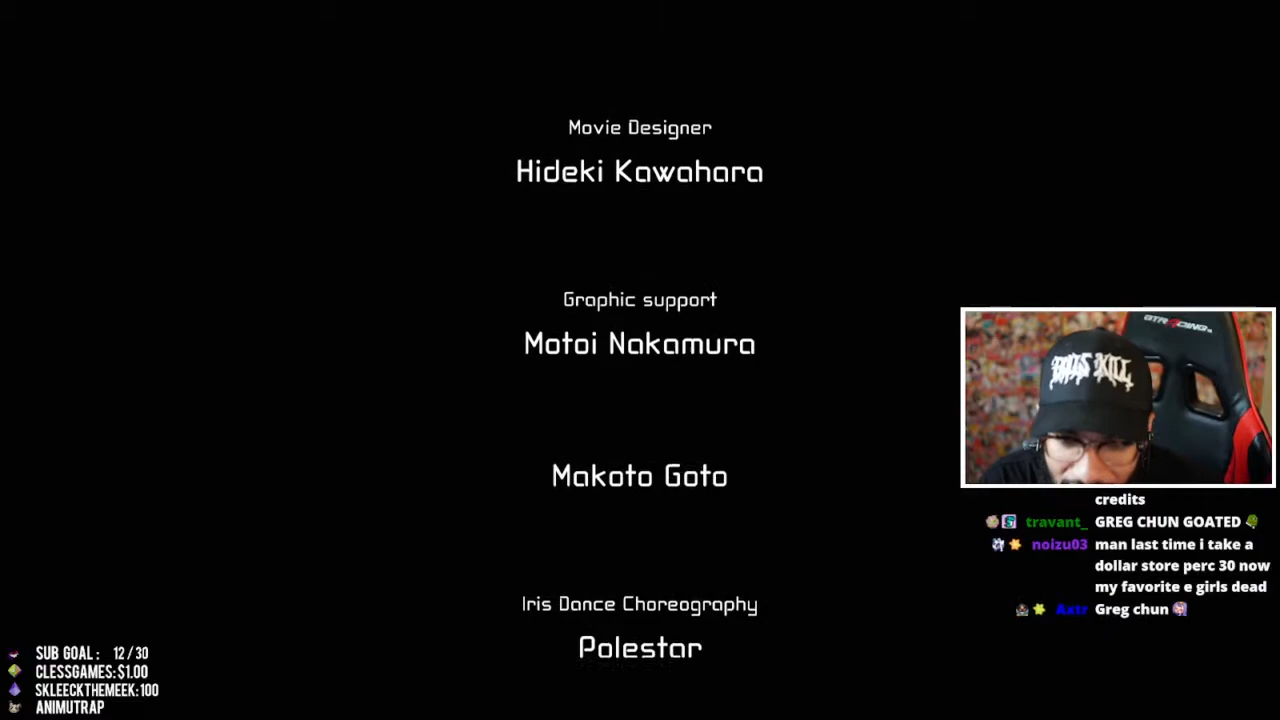 Movie Designer
Hideki Kawahara
Graphic support
Motoi Nakamura
Makoto Goto
Iris Dance Choreography
Polestar
GTRACING
credits
travant_ GREG CHUN GOATED
noizu03 man last time i take a
dollar store perc 30 now
my favorite e girls dead
Axtr Greg chun
SUB GOAL: 12/30
CLESSGAMES:$1.00
SKLEECKTHEMEEK:100
ANIMUTRAP